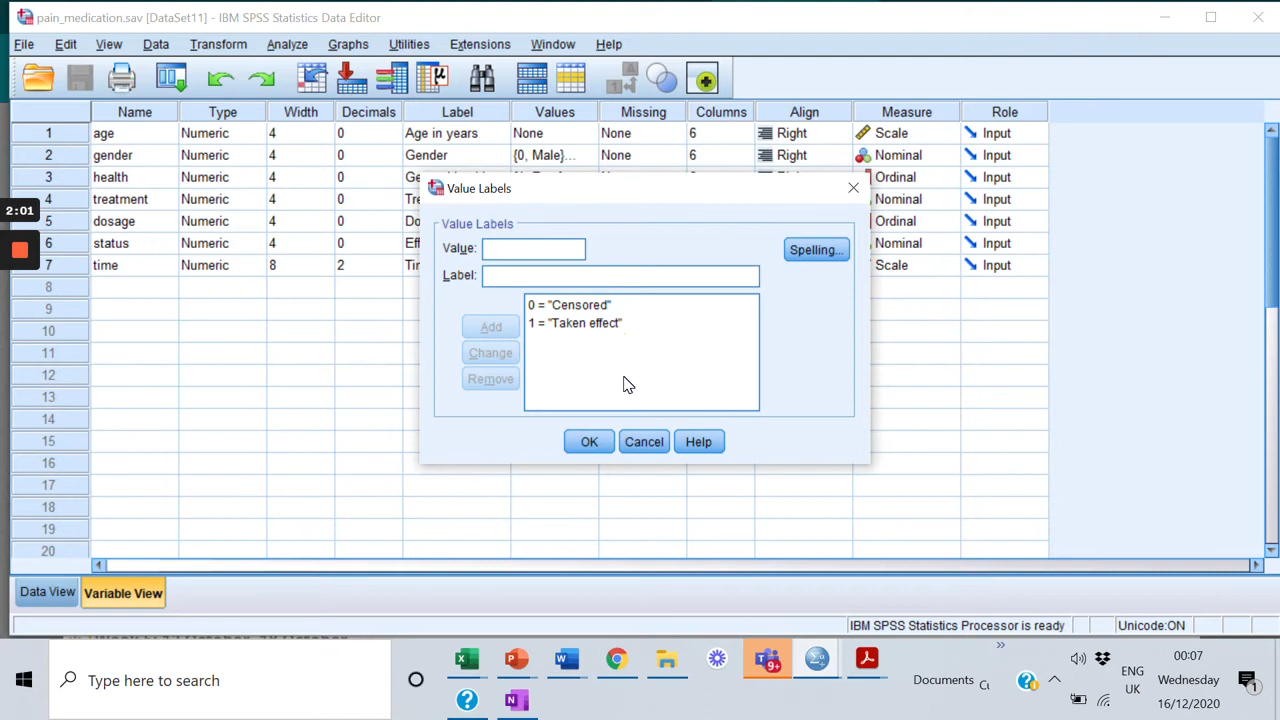 pain_medication.sav [DataSet11] - IBM SPSS Statistics Data Editor
File Edit View Data Transform Analyze Graphs Utilities Extensions Window Help
Name Type Width Decimals Label Values Missing Columns Align Measure Role
1 age Numeric 4 0 Age in years None None 6 Right Scale Input
2 gender Numeric 4 0 Gender {0, Male}... None 6 Right Nominal Input
3 health Numeric 4 0 Ordinal Input
4 treatment Numeric 4 0 Nominal Input
5 dosage Numeric 4 0 Ordinal Input
6 status Numeric 4 0 Nominal Input
7 time Numeric 8 2 Scale Input
8
9
10
11
12
13
14
15
16
17
18
19
20
2:01
Value Labels
Value Labels
Value:
Spelling...
Label:
0 = "Censored"
1 = "Taken effect"
Add
Change
Remove
OK Cancel Help
Data View Variable View
IBM SPSS Statistics Processor is ready Unicode:ON
Type here to search
9+
Documents
ENG
UK
00:07
Wednesday
16/12/2020
1